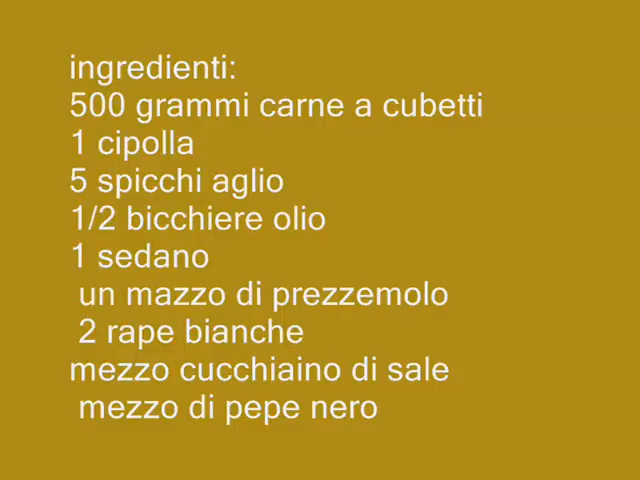 ingredienti:
500 grammi carne a cubetti
1 cipolla
5 spicchi aglio
1/2 bicchiere olio
1 sedano
un mazzo di prezzemolo
2 rape bianche
mezzo cucchiaino di sale
mezzo di pepe nero